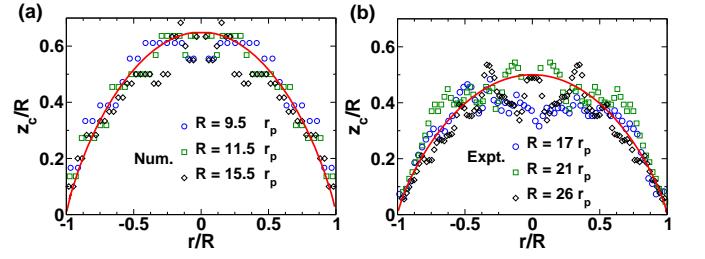 (a)
z_c/R
0.6
0.4
0.2
0
-1 -0.5 0 0.5 1
r/R
Num.
R = 9.5 r_p
R = 11.5 r_p
R = 15.5 r_p
(b)
z_c/R
0.6
0.4
0.2
0
-1 -0.5 0 0.5 1
r/R
Expt.
R = 17 r_p
R = 21 r_p
R = 26 r_p